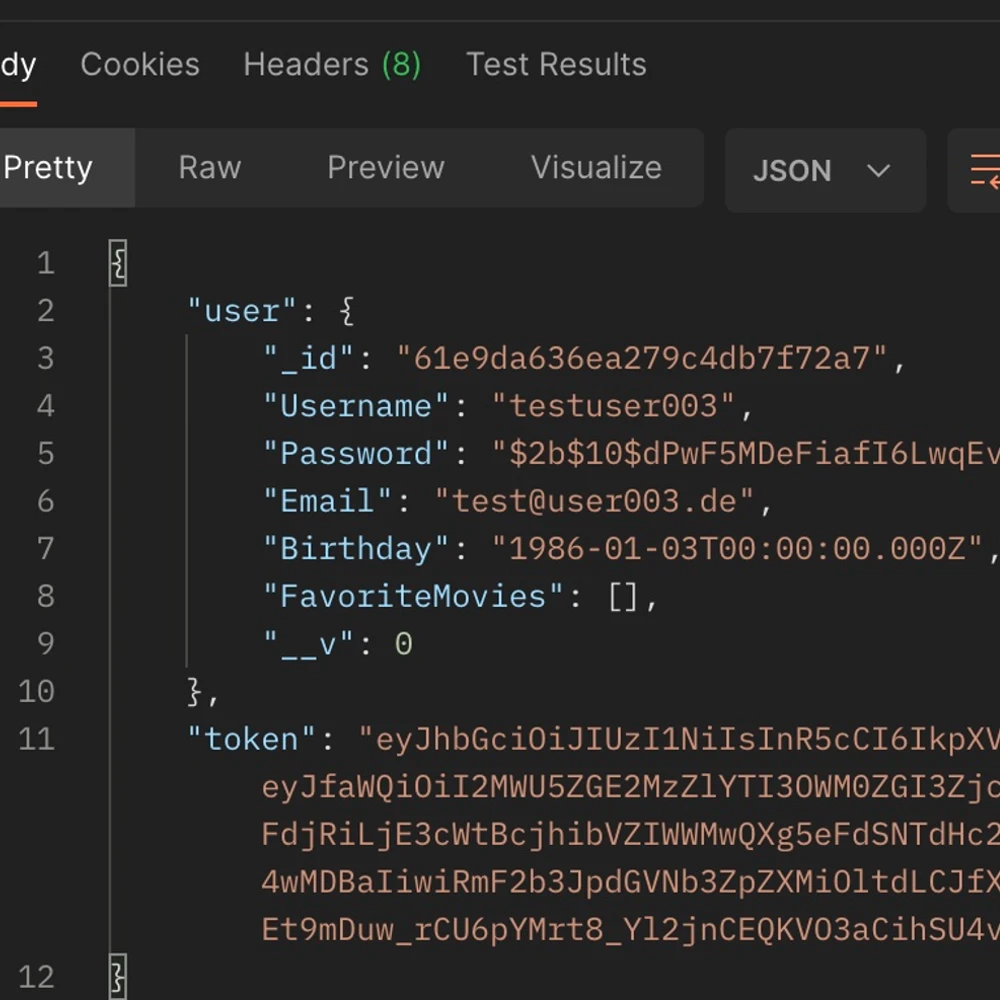 dy Cookies Headers (8) Test Results
Pretty Raw Preview Visualize JSON
1 {
2 "user": {
3 "_id": "61e9da636ea279c4db7f72a7",
4 "Username": "testuser003",
5 "Password": "$2b$10$dPwF5MDeFiafI6LwqEv
6 "Email": "test@user003.de",
7 "Birthday": "1986-01-03T00:00:00.000Z",
8 "FavoriteMovies": [],
9 "__v": 0
10 },
11 "token": "eyJhbGciOiJIUzI1NiIsInR5cCI6IkpXV
eyJfaWQiOiI2MWU5ZGE2MzZlYTI3OWM0ZGI3Zjc
FdjRiLjE3cWtBcjhibVZIWWMwQXg5eFdSNTdHc2
4wMDBaIiwiRmF2b3JpdGVNb3ZpZXMiOltdLCJfX
Et9mDuw_rCU6pYMrt8_Yl2jnCEQKVO3aCihSU4v
12 }